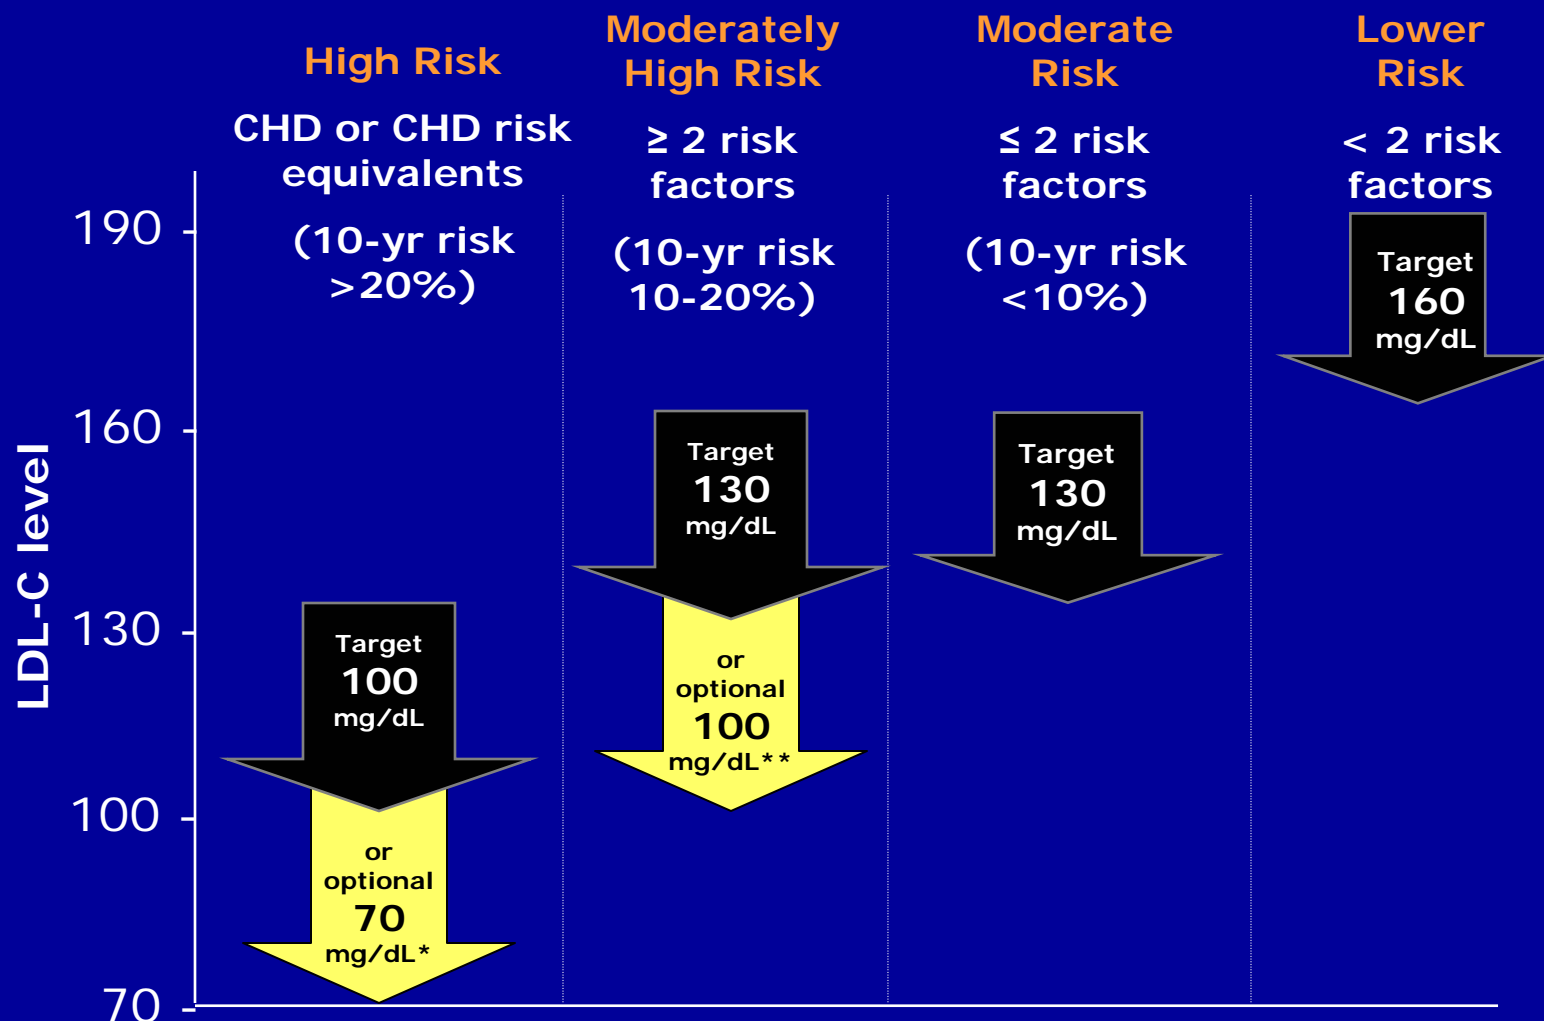 High Risk
CHD or CHD risk
equivalents
(10-yr risk
>20%)
Moderately
High Risk
≥ 2 risk
factors
(10-yr risk
10-20%)
Moderate
Risk
≤ 2 risk
factors
(10-yr risk
<10%)
Lower
Risk
< 2 risk
factors
LDL-C level
190
160
130
100
70
Target
100
mg/dL
or
optional
70
mg/dL*
Target
130
mg/dL
or
optional
100
mg/dL**
Target
130
mg/dL
Target
160
mg/dL